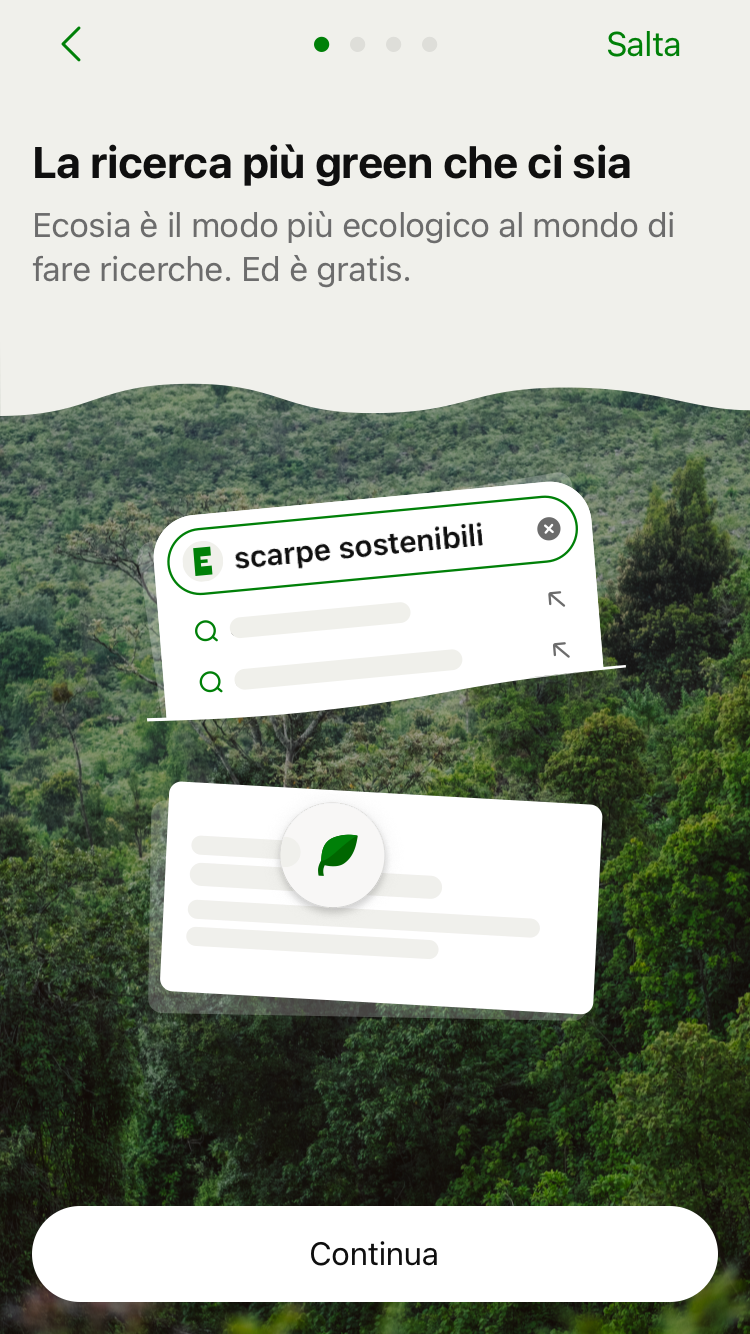 Salta
La ricerca più green che ci sia
Ecosia è il modo più ecologico al mondo di
fare ricerche. Ed è gratis.
E scarpe sostenibili
Continua